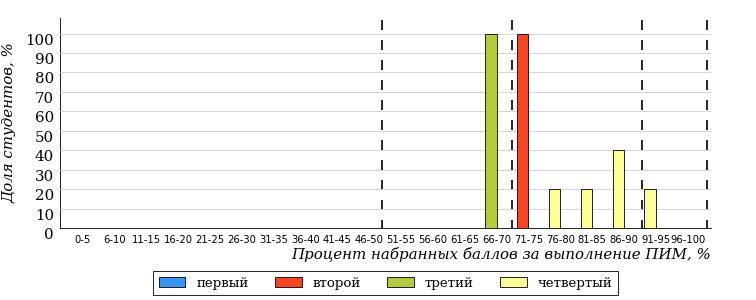 Доля студентов, %
100
90
80
70
60
50
40
30
20
10
0
0-5 6-10 11-15 16-20 21-25 26-30 31-35 36-40 41-45 46-50 51-55 56-60 61-65 66-70 71-75 76-80 81-85 86-90 91-95 96-100
Процент набранных баллов за выполнение ПИМ, %
первый второй третий четвертый